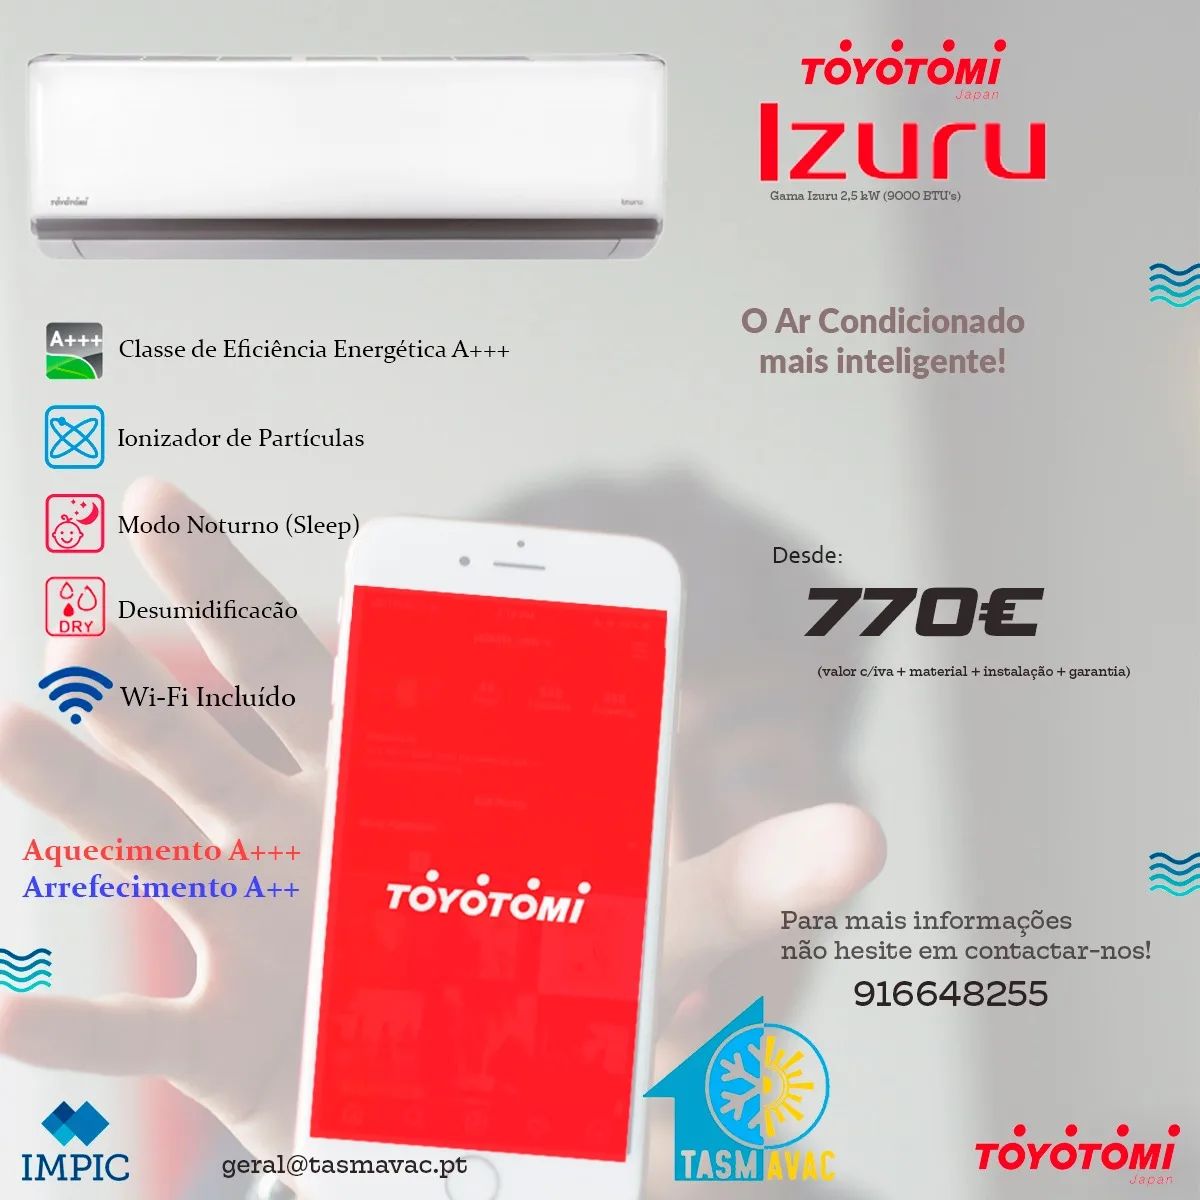 TOYOTOMI
Japan
Izuru
Gama Izuru 2,5 kW (9000 BTU's)
TOYOTOMI
Izuru
O Ar Condicionado
mais inteligente!
A+++
Classe de Eficiência Energética A+++
Ionizador de Partículas
Modo Noturno (Sleep)
DRY
Desumidificacão
Wi-Fi Incluído
Desde:
770€
(valor c/iva + material + instalação + garantia)
Aquecimento A+++
Arrefecimento A++
TOYOTOMI
Para mais informações
não hesite em contactar-nos!
916648255
IMPIC
geral@tasmavac.pt
TASMAVAC
TOYOTOMI
Japan